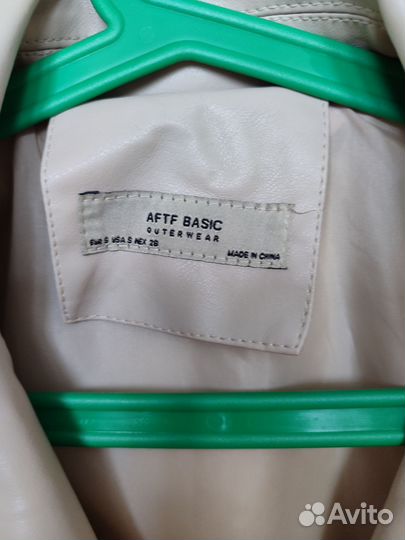 AFTF BASIC
OUTERWEAR
EUR S USA S MEX 26
MADE IN CHINA
Avito